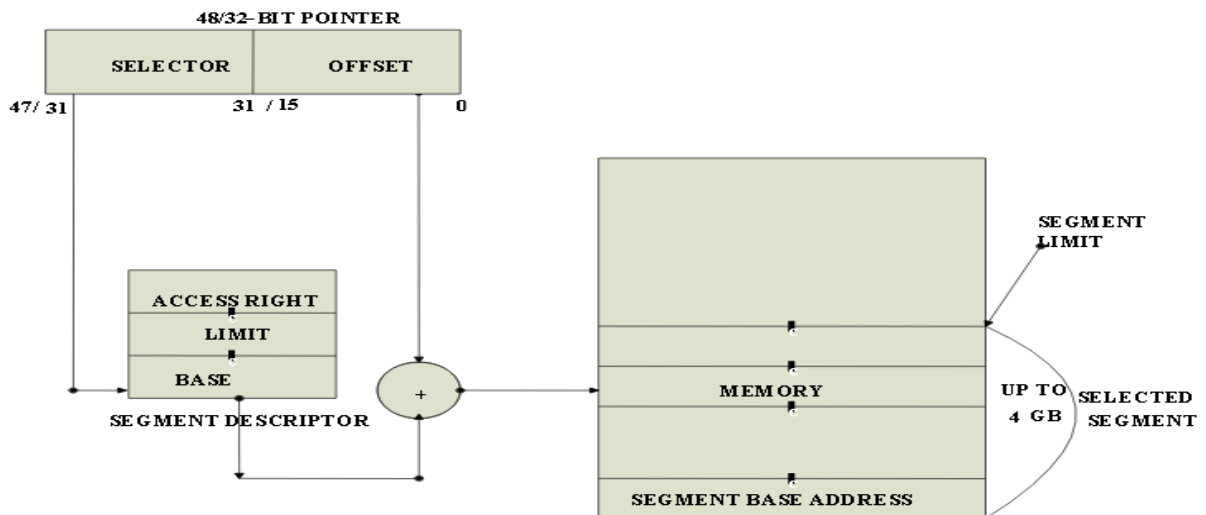 48/32-BIT POINTER
SELECTOR
OFFSET
47/ 31
31 / 15
0
SEGMENT
LIMIT
ACCESS RIGHT
LIMIT
BASE
+
MEMORY
UP TO
4 GB
SELECTED
SEGMENT
SEGMENT DESCRIPTOR
SEGMENT BASE ADDRESS